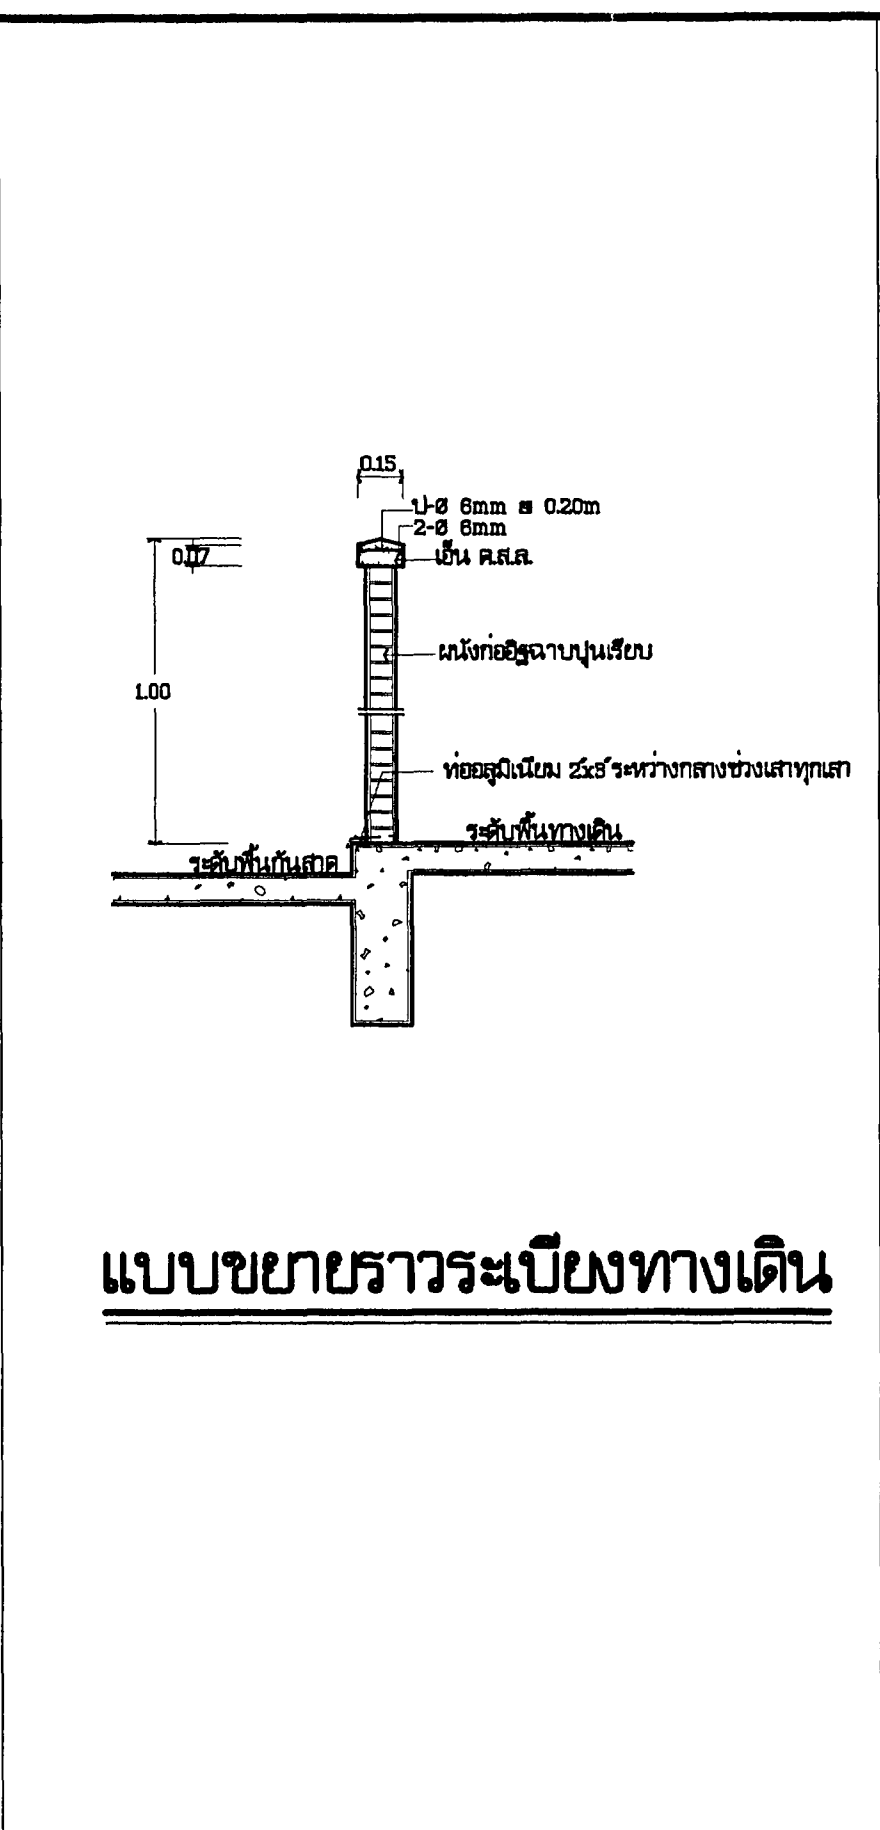 0.15
ป-Ø 6mm @ 0.20m
2-Ø 6mm
0.07
เอ็น ค.ส.ล.
ผนังก่ออิฐฉาบปูนเรียบ
1.00
ท่ออลูมิเนียม 2"x3" ระหว่างกลางช่วงเสาทุกเสา
ระดับพื้นทางเดิน
ระดับพื้นกันสาด
แบบขยายราวระเบียงทางเดิน